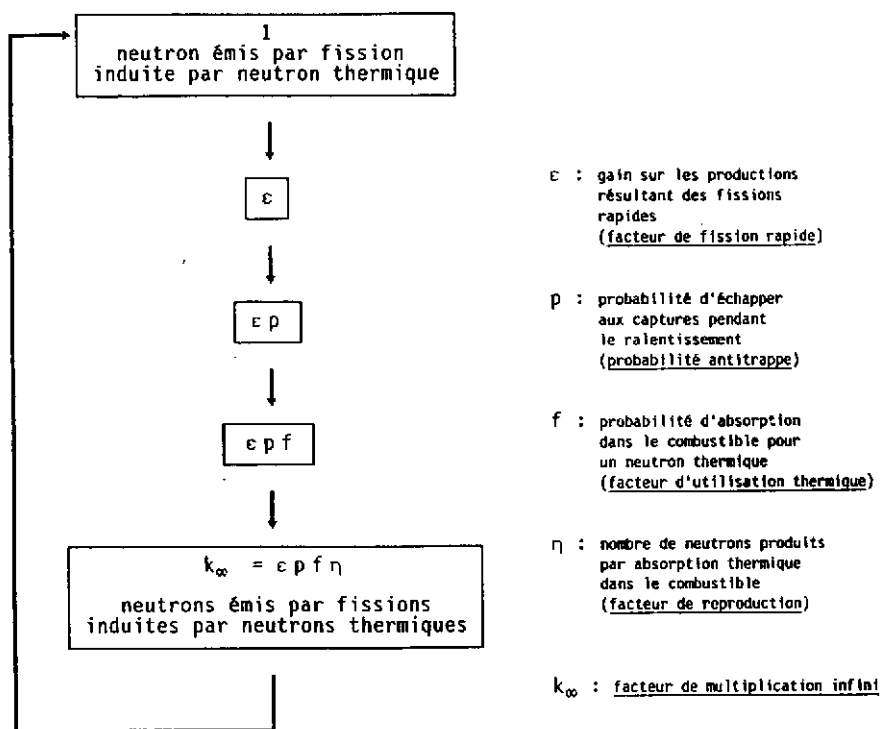 1
neutron émis par fission
induite par neutron thermique
ε
ε p
ε p f
k∞ = ε p f η
neutrons émis par fissions
induites par neutrons thermiques
ε : gain sur les productions
résultant des fissions
rapides
(facteur de fission rapide)
p : probabilité d'échapper
aux captures pendant
le ralentissement
(probabilité antitrappe)
f : probabilité d'absorption
dans le combustible pour
un neutron thermique
(facteur d'utilisation thermique)
η : nombre de neutrons produits
par absorption thermique
dans le combustible
(facteur de reproduction)
k∞ : facteur de multiplication infini